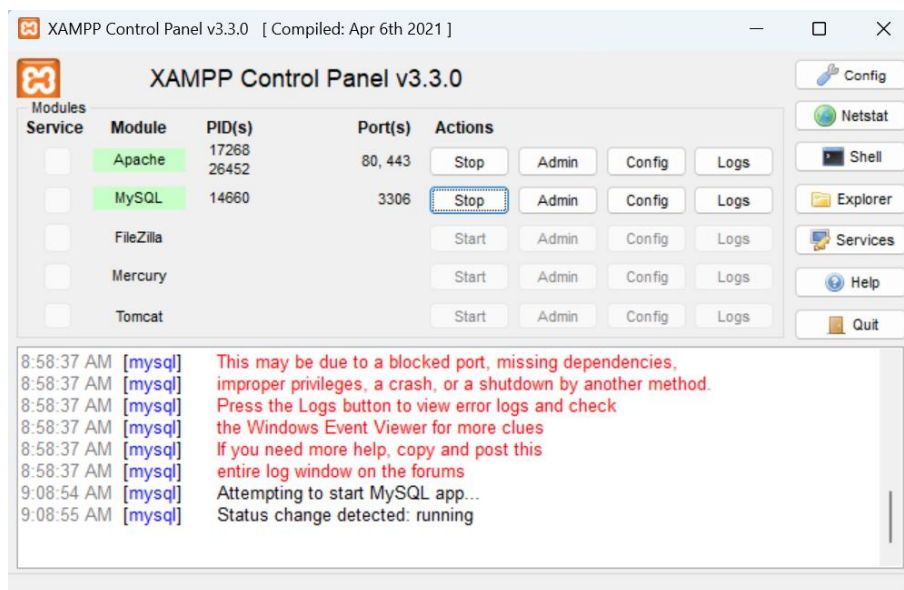 XAMPP Control Panel v3.3.0 [ Compiled: Apr 6th 2021 ]
XAMPP Control Panel v3.3.0
Config
Modules
Service Module PID(s) Port(s) Actions
Netstat
Apache 17268 26452 80, 443 Stop Admin Config Logs
Shell
MySQL 14660 3306 Stop Admin Config Logs
Explorer
FileZilla Start Admin Config Logs
Services
Mercury Start Admin Config Logs
Help
Tomcat Start Admin Config Logs
Quit
8:58:37 AM [mysql] This may be due to a blocked port, missing dependencies,
8:58:37 AM [mysql] improper privileges, a crash, or a shutdown by another method.
8:58:37 AM [mysql] Press the Logs button to view error logs and check
8:58:37 AM [mysql] the Windows Event Viewer for more clues
8:58:37 AM [mysql] If you need more help, copy and post this
8:58:37 AM [mysql] entire log window on the forums
9:08:54 AM [mysql] Attempting to start MySQL app...
9:08:55 AM [mysql] Status change detected: running